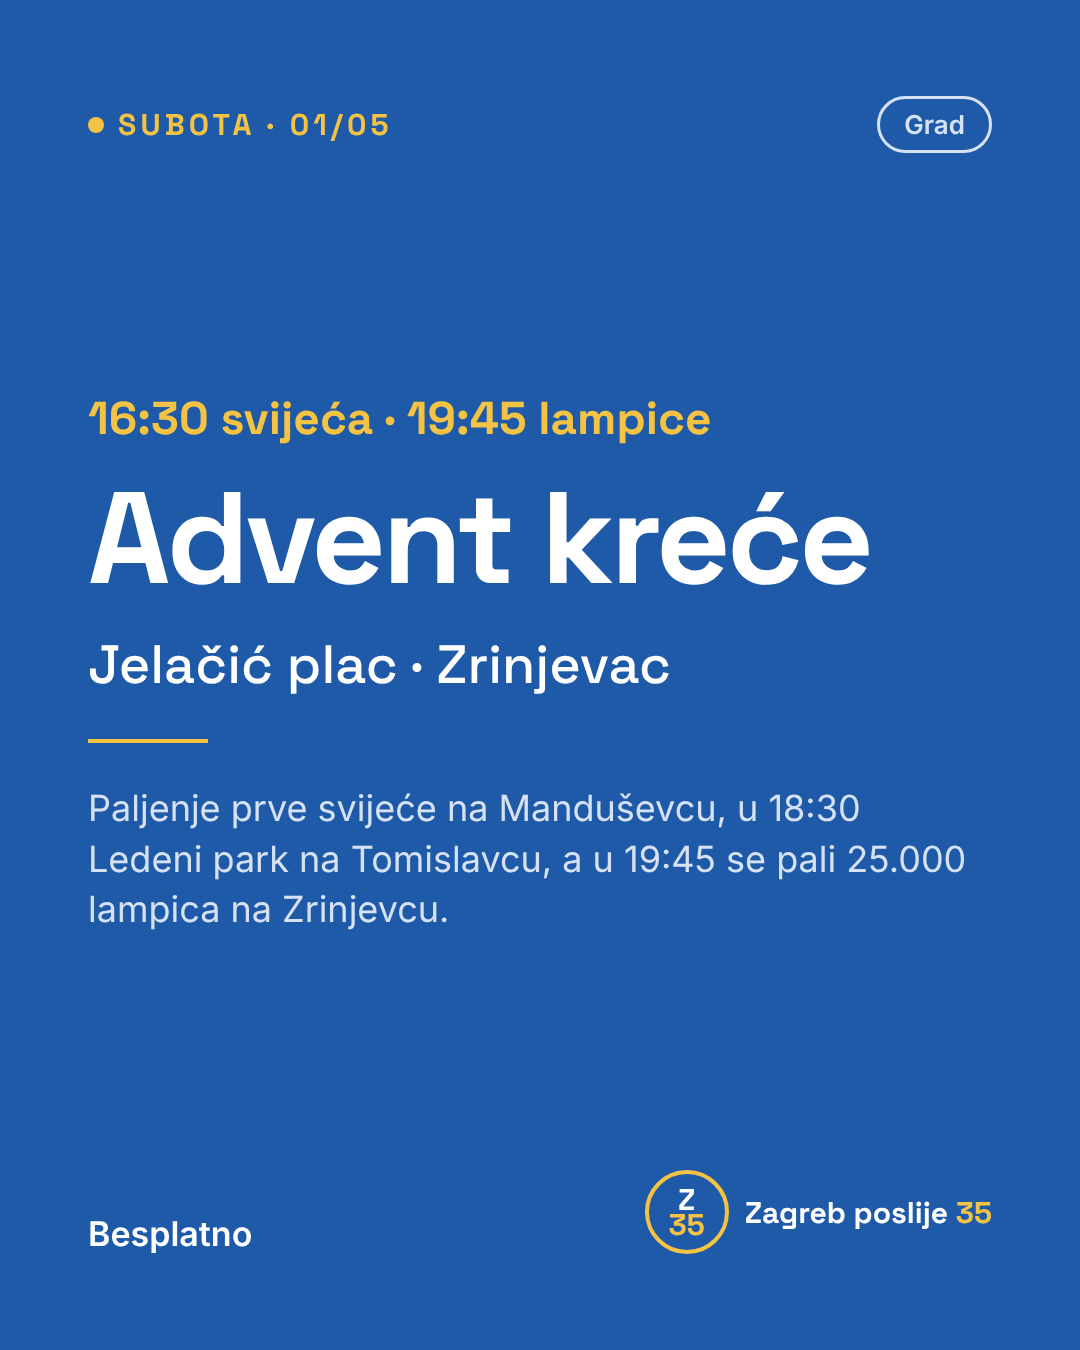 SUBOTA · 01/05
Grad
16:30 svijeća · 19:45 lampice
Advent kreće
Jelačić plac · Zrinjevac
Paljenje prve svijeće na Manduševcu, u 18:30
Ledeni park na Tomislavcu, a u 19:45 se pali 25.000
lampica na Zrinjevcu.
Besplatno
Z
35
Zagreb poslije 35